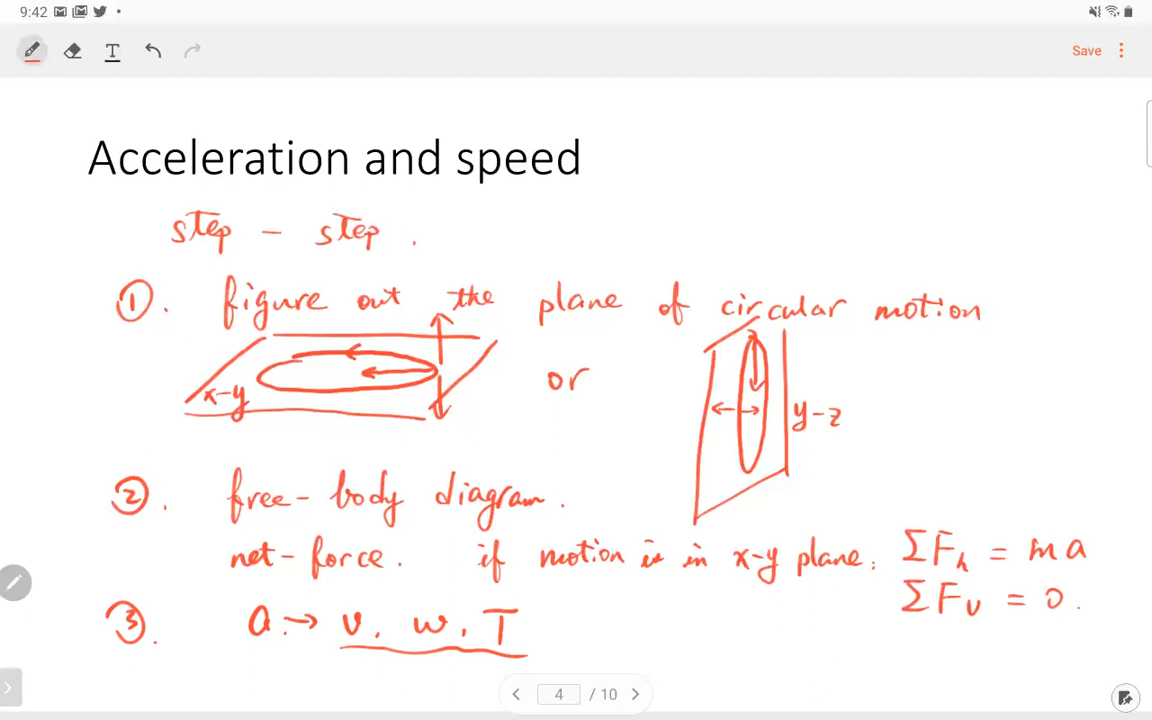 9:42
Save
Acceleration and speed
step - step .
①. figure out the plane of circular motion
x-y
or
y-z
②. free-body diagram.
net-force. if motion is in x-y plane: ΣFh = ma
ΣFv = 0.
③. a → v, w, T
4 / 10